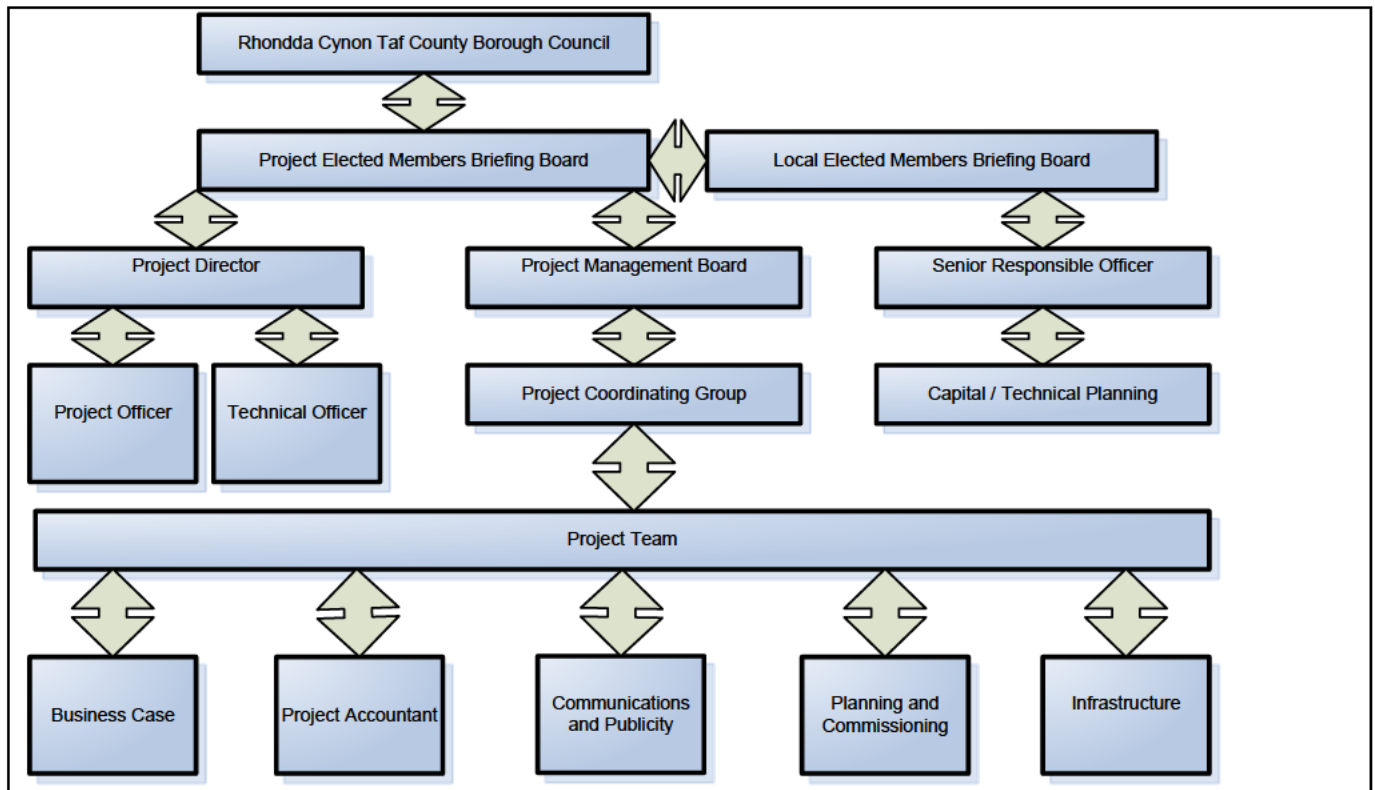 Rhondda Cynon Taf County Borough Council
Project Elected Members Briefing Board
Local Elected Members Briefing Board
Project Director
Project Management Board
Senior Responsible Officer
Project Officer
Technical Officer
Project Coordinating Group
Capital / Technical Planning
Project Team
Business Case
Project Accountant
Communications
and Publicity
Planning and
Commissioning
Infrastructure